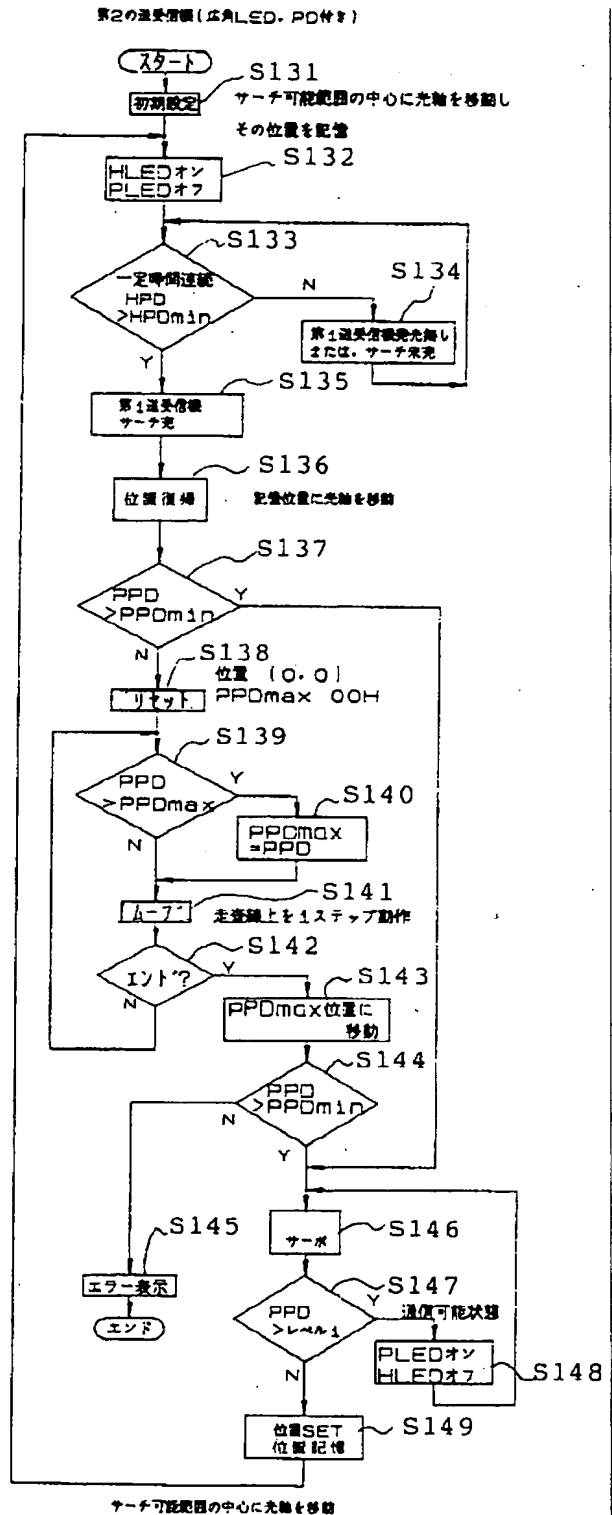 第2の送受信機(広角LED.PD付き)
スタート
S131
初期設定
サーチ可能範囲の中心に光軸を移動し
その位置を記憶
S132
HLEDオン
PLEDオフ
S133
一定時間連続
HPD
>HPDmin
N
Y
S134
第1送受信機発光無し
または.サーチ未完
S135
第1送受信機
サーチ完
S136
位置復帰
記憶位置に光軸を移動
S137
PPD
>PPDmin
Y
N
S138
位置 (0.0)
リセット
PPDmax 00H
S139
PPD
>PPDmax
Y
N
S140
PPDmax
=PPD
S141
ムーブ
走査線上を1ステップ動作
S142
エンド?
Y
N
S143
PPDmax位置に
移動
S144
PPD
>PPDmin
N
Y
S145
エラー表示
エンド
S146
サーボ
S147
PPD
>レベル1
Y
N
通信可能状態
PLEDオン
HLEDオフ
S148
S149
位置SET
位置記憶
サーチ可能範囲の中心に光軸を移動